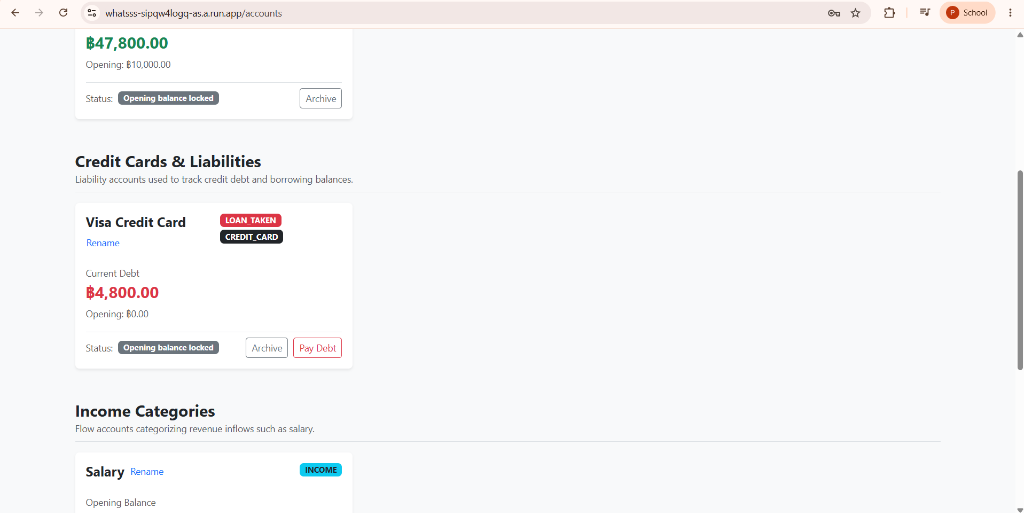 whatsss-sipqw4logq-as.a.run.app/accounts
P School
฿47,800.00
Opening: ฿10,000.00
Status: Opening balance locked Archive
Credit Cards & Liabilities
Liability accounts used to track credit debt and borrowing balances.
Visa Credit Card LOAN_TAKEN
CREDIT_CARD
Rename
Current Debt
฿4,800.00
Opening: ฿0.00
Status: Opening balance locked Archive Pay Debt
Income Categories
Flow accounts categorizing revenue inflows such as salary.
Salary Rename INCOME
Opening Balance